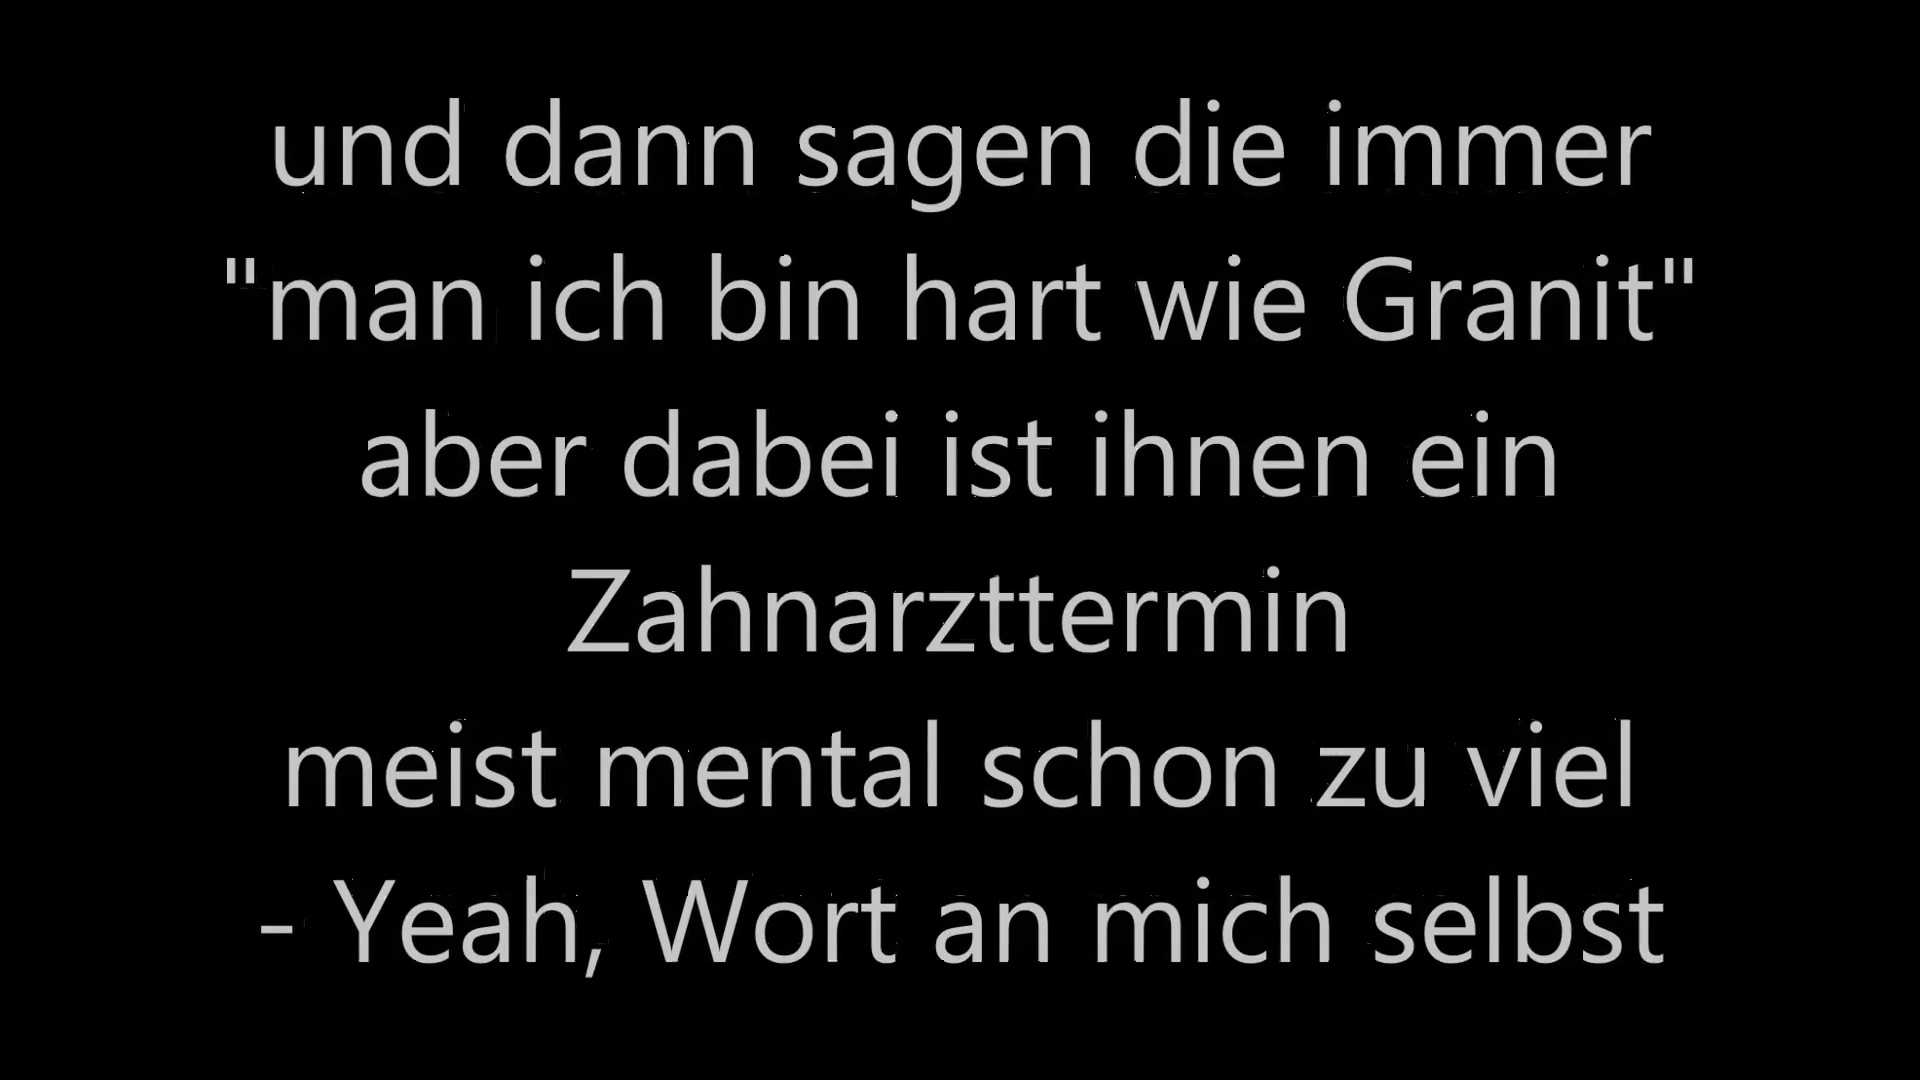 und dann sagen die immer
"man ich bin hart wie Granit"
aber dabei ist ihnen ein
Zahnarzttermin
meist mental schon zu viel
- Yeah, Wort an mich selbst